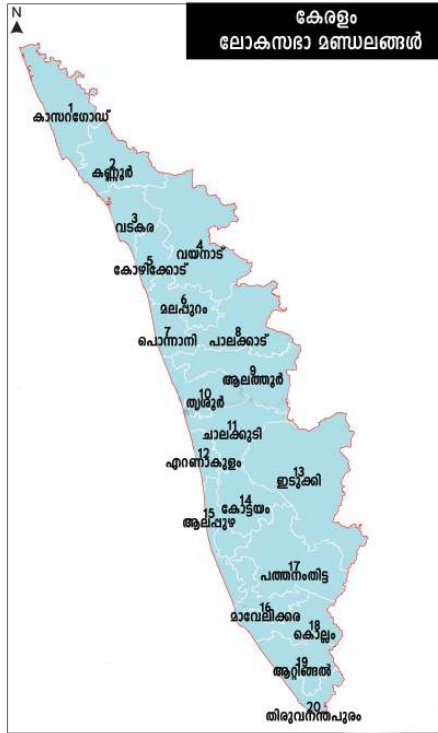 N
കേരളം
ലോകസഭാ മണ്ഡലങ്ങൾ
1
കാസറഗോഡ്
2
കണ്ണൂർ
3
വടകര
4
വയനാട്
5
കോഴിക്കോട്
6
മലപ്പുറം
7
പൊന്നാനി
8
പാലക്കാട്
9
ആലത്തൂർ
10
തൃശൂർ
11
ചാലക്കുടി
12
എറണാകുളം
13
ഇടുക്കി
14
കോട്ടയം
15
ആലപ്പുഴ
17
പത്തനംതിട്ട
16
മാവേലിക്കര
18
കൊല്ലം
19
ആറ്റിങ്ങൽ
20
തിരുവനന്തപുരം